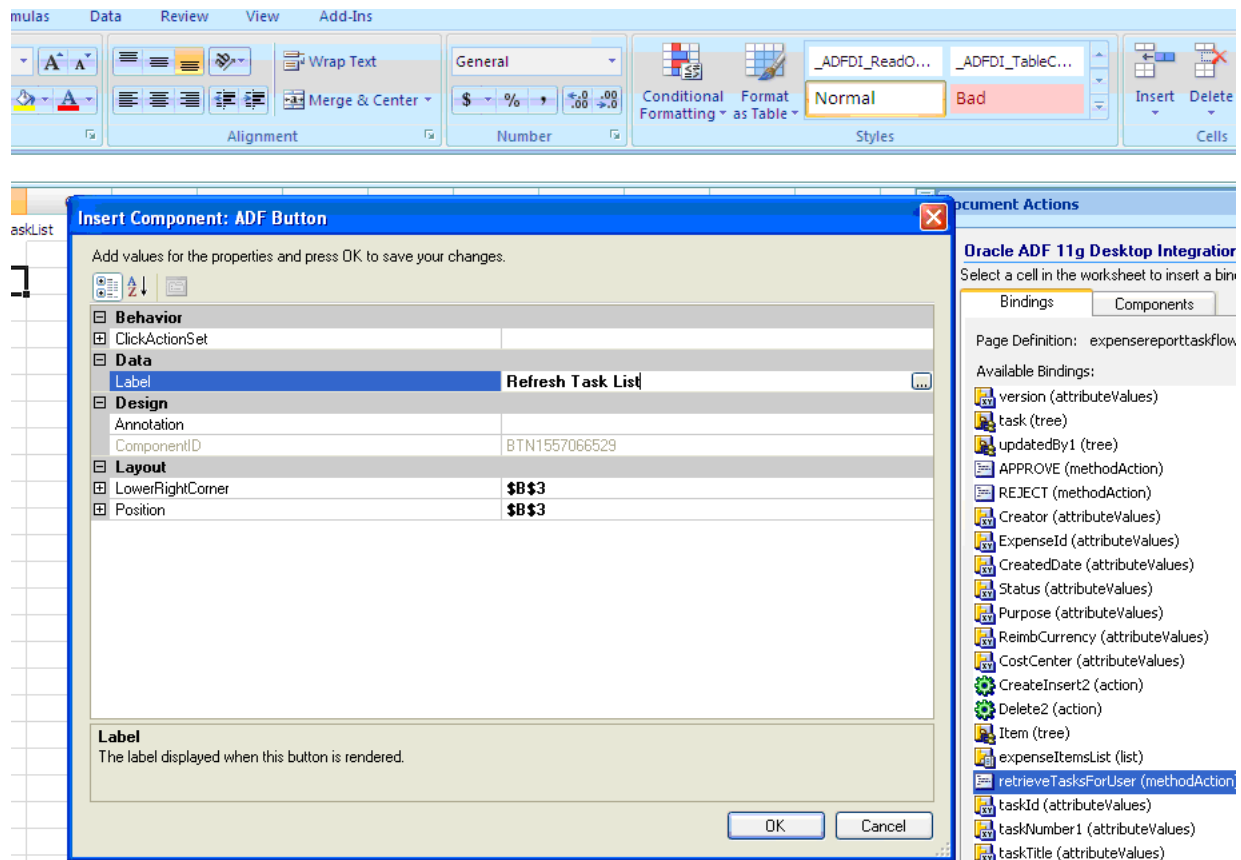 mulas Data Review View Add-Ins
A A Wrap Text General _ADFDI_ReadO... _ADFDI_TableC...
A Merge & Center $ % , .00 .00 .0 Conditional Formatting Format as Table Normal Bad Insert Delete
Alignment Number Styles Cells
askList
Insert Component: ADF Button
Add values for the properties and press OK to save your changes.
Behavior
ClickActionSet
Data
Label Refresh Task List ...
Design
Annotation
ComponentID BTN1557066529
Layout
LowerRightCorner $B$3
Position $B$3
Label
The label displayed when this button is rendered.
OK Cancel
ocument Actions
Oracle ADF 11g Desktop Integration
Select a cell in the worksheet to insert a bin
Bindings Components
Page Definition: expensereporttaskflow
Available Bindings:
version (attributeValues)
task (tree)
updatedBy1 (tree)
APPROVE (methodAction)
REJECT (methodAction)
Creator (attributeValues)
ExpenseId (attributeValues)
CreatedDate (attributeValues)
Status (attributeValues)
Purpose (attributeValues)
ReimbCurrency (attributeValues)
CostCenter (attributeValues)
CreateInsert2 (action)
Delete2 (action)
Item (tree)
expenseItemsList (list)
retrieveTasksForUser (methodAction)
taskId (attributeValues)
taskNumber1 (attributeValues)
taskTitle (attributeValues)